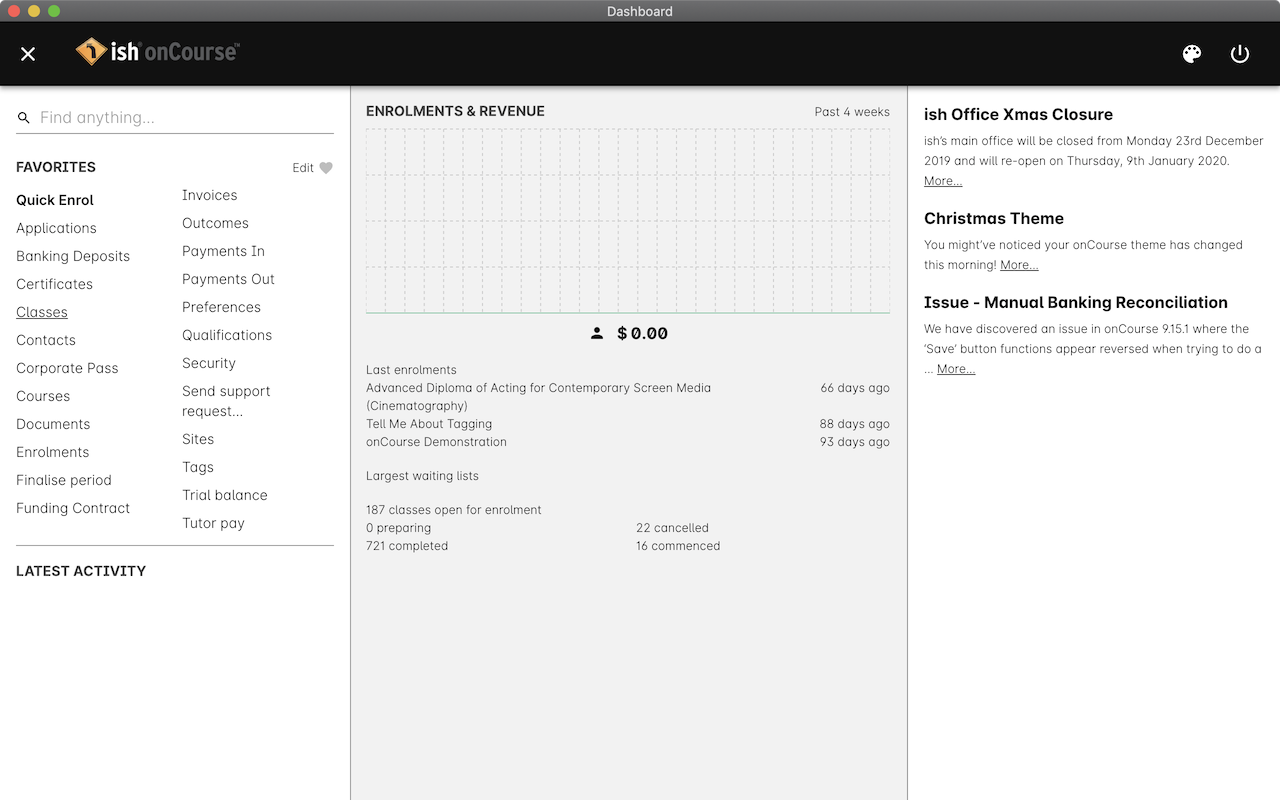 Dashboard
ish onCourse™
Find anything...
FAVORITES
Edit
Quick Enrol
Applications
Banking Deposits
Certificates
Classes
Contacts
Corporate Pass
Courses
Documents
Enrolments
Finalise period
Funding Contract
Invoices
Outcomes
Payments In
Payments Out
Preferences
Qualifications
Security
Send support
request...
Sites
Tags
Trial balance
Tutor pay
LATEST ACTIVITY
ENROLMENTS & REVENUE
Past 4 weeks
$ 0.00
Last enrolments
Advanced Diploma of Acting for Contemporary Screen Media 66 days ago
(Cinematography)
Tell Me About Tagging 88 days ago
onCourse Demonstration 93 days ago
Largest waiting lists
187 classes open for enrolment
0 preparing 22 cancelled
721 completed 16 commenced
ish Office Xmas Closure
ish’s main office will be closed from Monday 23rd December
2019 and will re-open on Thursday, 9th January 2020.
More...
Christmas Theme
You might’ve noticed your onCourse theme has changed
this morning! More...
Issue - Manual Banking Reconciliation
We have discovered an issue in onCourse 9.15.1 where the
‘Save’ button functions appear reversed when trying to do a
... More...